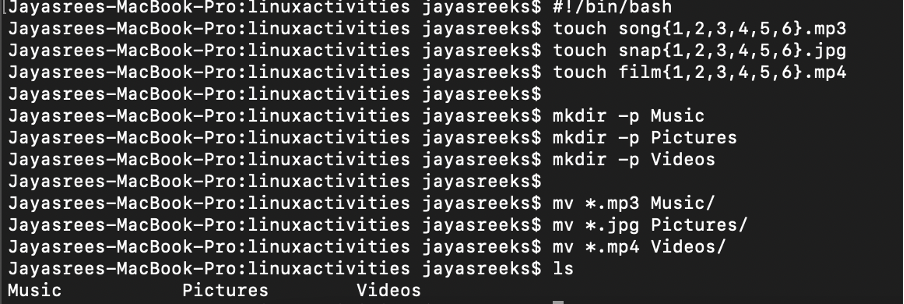 Jayasrees-MacBook-Pro:linuxactivities jayasreeks$ #!/bin/bash
Jayasrees-MacBook-Pro:linuxactivities jayasreeks$ touch song{1,2,3,4,5,6}.mp3
Jayasrees-MacBook-Pro:linuxactivities jayasreeks$ touch snap{1,2,3,4,5,6}.jpg
Jayasrees-MacBook-Pro:linuxactivities jayasreeks$ touch film{1,2,3,4,5,6}.mp4
Jayasrees-MacBook-Pro:linuxactivities jayasreeks$
Jayasrees-MacBook-Pro:linuxactivities jayasreeks$ mkdir -p Music
Jayasrees-MacBook-Pro:linuxactivities jayasreeks$ mkdir -p Pictures
Jayasrees-MacBook-Pro:linuxactivities jayasreeks$ mkdir -p Videos
Jayasrees-MacBook-Pro:linuxactivities jayasreeks$
Jayasrees-MacBook-Pro:linuxactivities jayasreeks$ mv *.mp3 Music/
Jayasrees-MacBook-Pro:linuxactivities jayasreeks$ mv *.jpg Pictures/
Jayasrees-MacBook-Pro:linuxactivities jayasreeks$ mv *.mp4 Videos/
Jayasrees-MacBook-Pro:linuxactivities jayasreeks$ ls
Music Pictures Videos